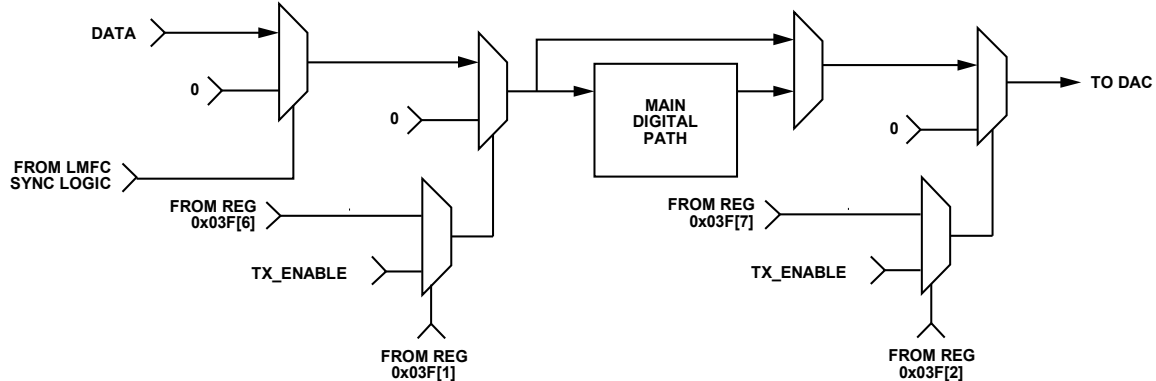 DATA
0
FROM LMFC
SYNC LOGIC
FROM REG
0x03F[6]
TX_ENABLE
FROM REG
0x03F[1]
0
MAIN
DIGITAL
PATH
0
TO DAC
FROM REG
0x03F[7]
TX_ENABLE
FROM REG
0x03F[2]